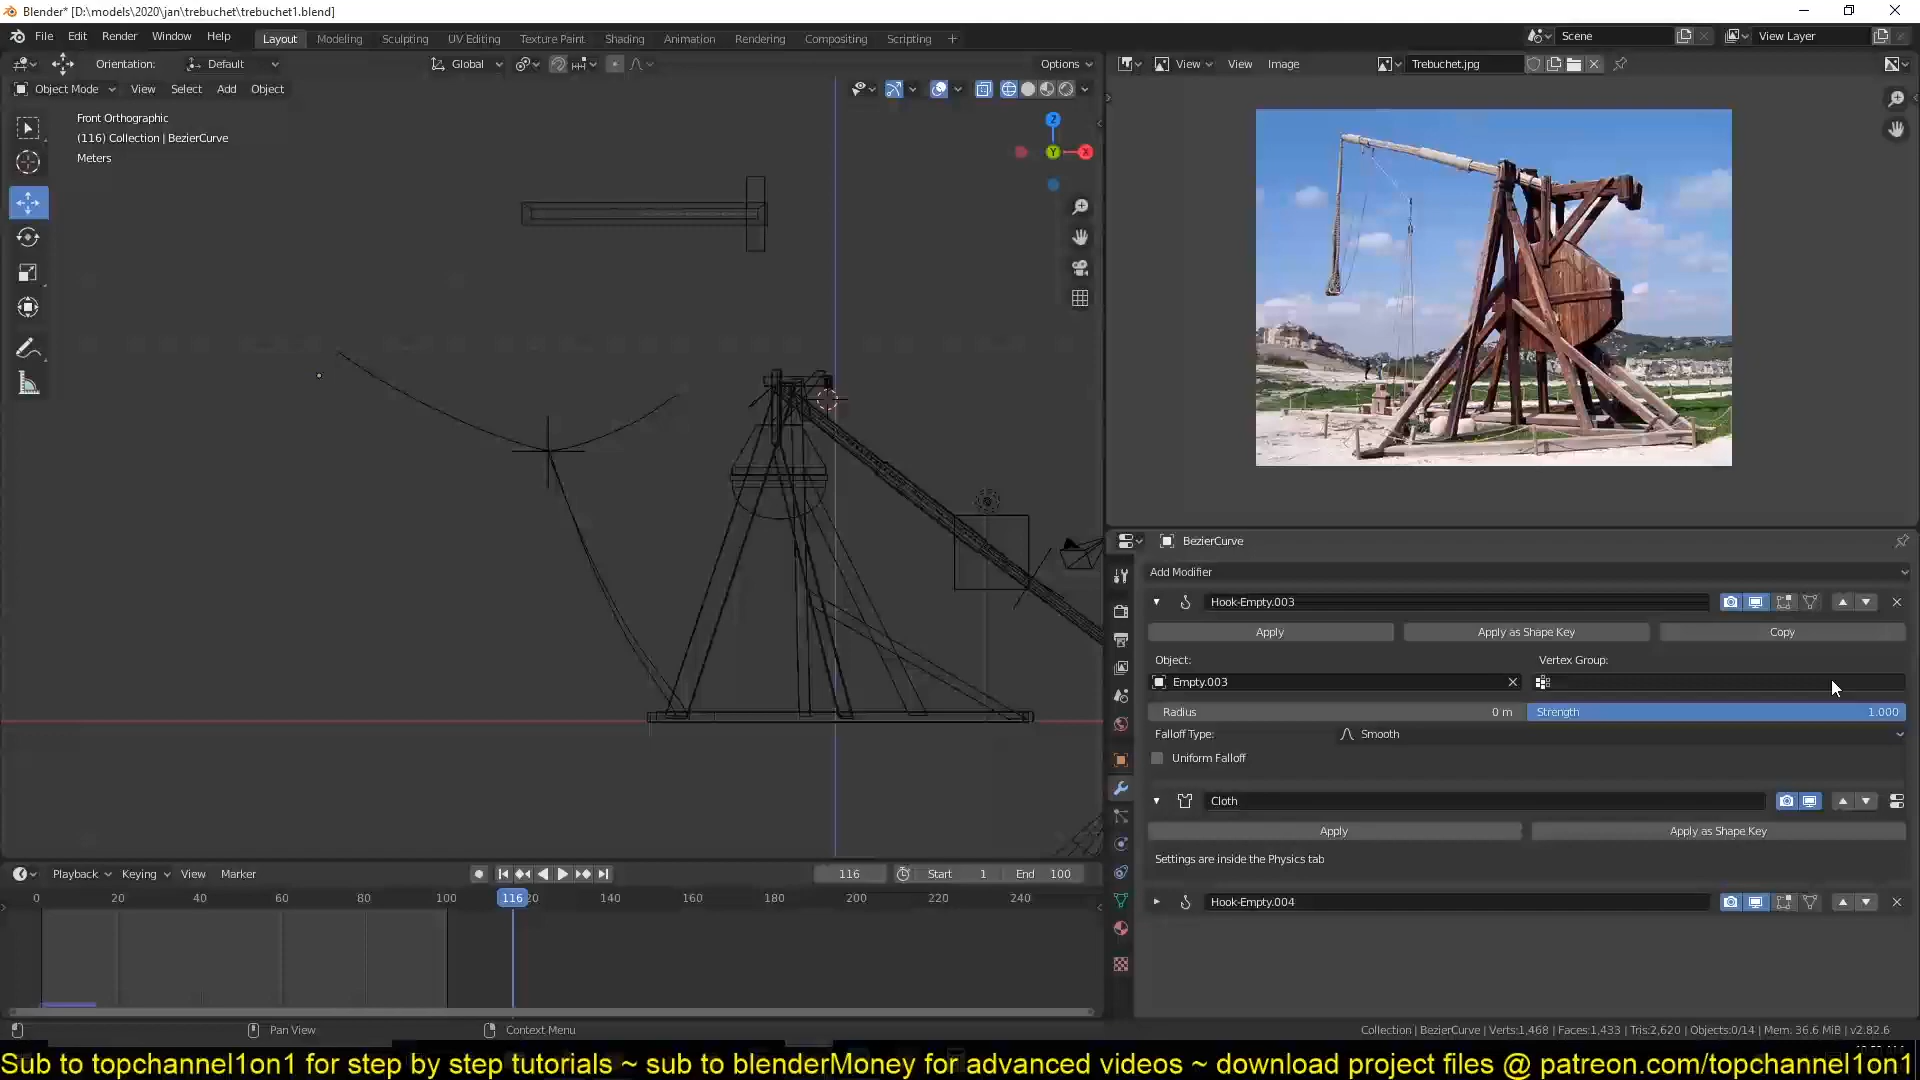 Blender* [D:\models\2020\jan\trebuchet\trebuchet1.blend]
File Edit Render Window Help Layout Modeling Sculpting UV Editing Texture Paint Shading Animation Rendering Compositing Scripting + Scene View Layer
Orientation: Default Global Options View View Image Trebuchet.jpg
Object Mode View Select Add Object
Front Orthographic
(116) Collection | BezierCurve
Meters
Z
Y
X
BezierCurve
Add Modifier
Hook-Empty.003
Apply Apply as Shape Key Copy
Object: Vertex Group:
Empty.003
Radius 0 m Strength 1.000
Falloff Type: Smooth
Uniform Falloff
Cloth
Apply Apply as Shape Key
Settings are inside the Physics tab
Hook-Empty.004
Playback Keying View Marker 116 Start 1 End 100
0 20 40 60 80 100 116 20 140 160 180 200 220 240
Pan View Context Menu Collection | BezierCurve | Verts:1,468 | Faces:1,433 | Tris:2,620 | Objects:0/14 | Mem: 36.6 MiB | v2.82.6
Sub to topchannel1on1 for step by step tutorials ~ sub to blenderMoney for advanced videos ~ download project files @ patreon.com/topchannel1on1